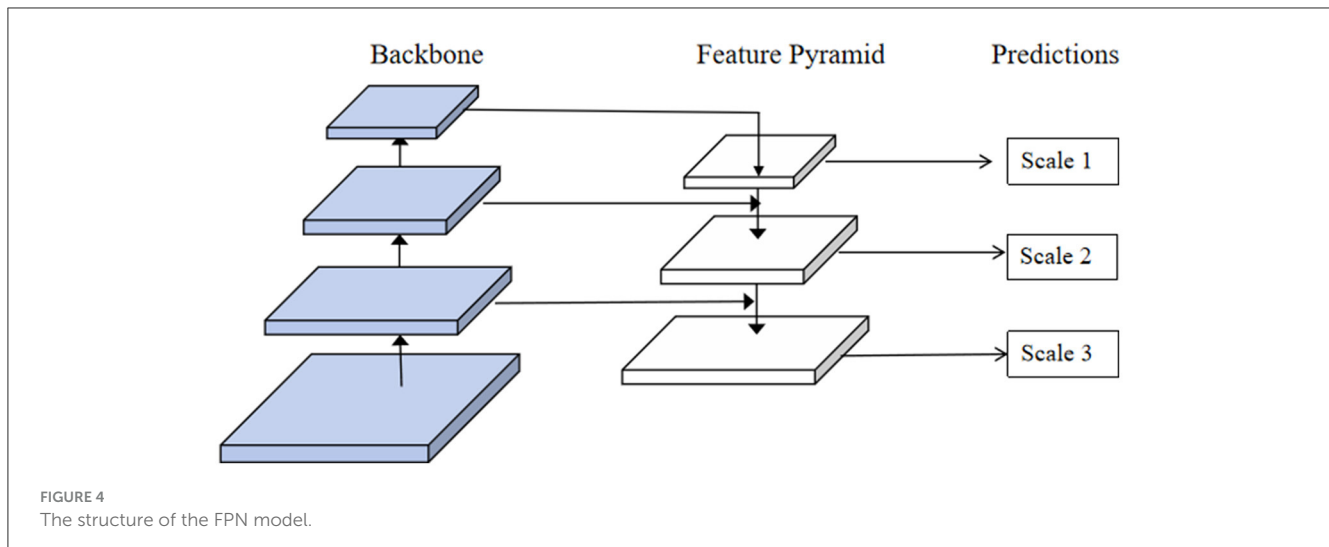 Backbone
Feature Pyramid
Predictions
Scale 1
Scale 2
Scale 3
FIGURE 4
The structure of the FPN model.